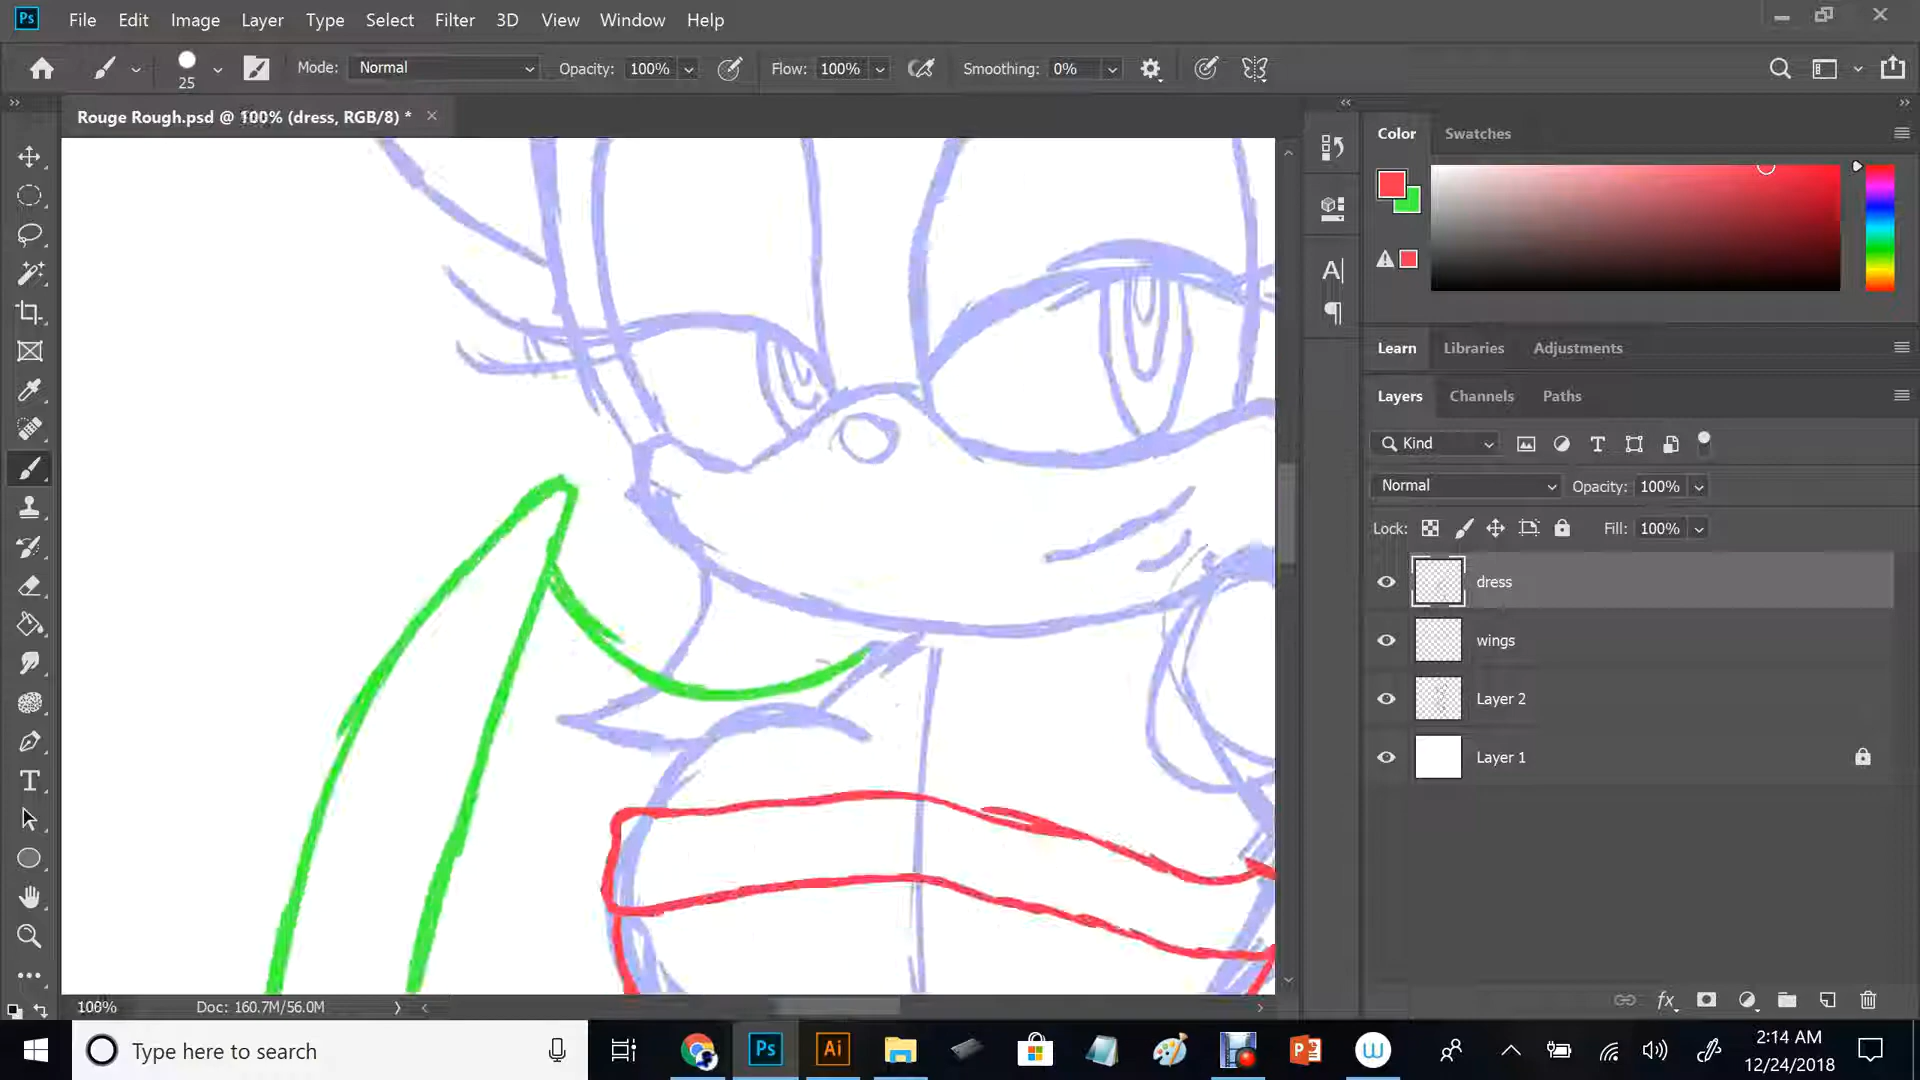 Ps File Edit Image Layer Type Select Filter 3D View Window Help
25 Mode: Normal Opacity: 100% Flow: 100% Smoothing: 0%
Rouge Rough.psd @ 100% (dress, RGB/8) *
Color Swatches
Learn Libraries Adjustments
Layers Channels Paths
Kind
Normal Opacity: 100%
Lock: Fill: 100%
dress
wings
Layer 2
Layer 1
100% Doc: 160.7M/56.0M
Type here to search
Ps
Ai
2:14 AM
12/24/2018